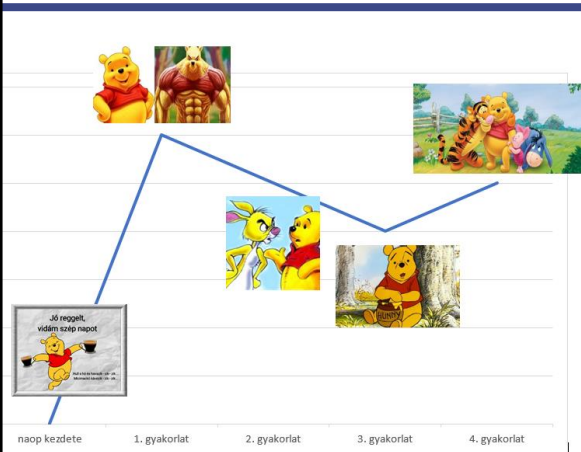 Jó reggelt,
vidám szép napot
HUNNY
naop kezdete
1. gyakorlat
2. gyakorlat
3. gyakorlat
4. gyakorlat